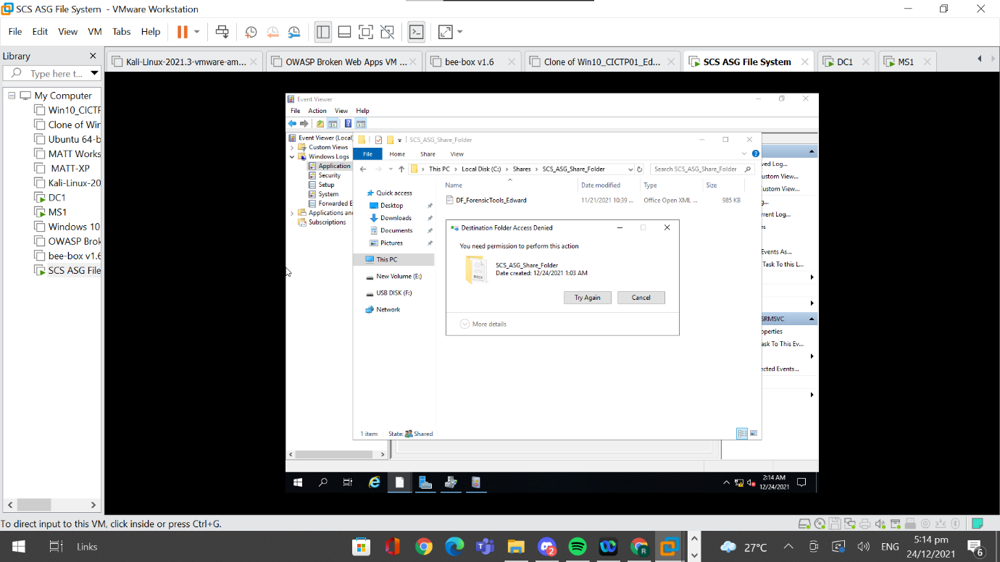 SCS ASG File System - VMware Workstation
File Edit View VM Tabs Help
Library
Type here t...
My Computer
Win10_CICTF
Clone of Wir
Ubuntu 64-b
MATT Works
MATT-XP
Kali-Linux-20
DC1
MS1
Windows 10
OWASP Brok
bee-box v1.6
SCS ASG File
Kali-Linux-2021.3-vmware-am...
OWASP Broken Web Apps VM ...
bee-box v1.6
Clone of Win10_CICTP01_Ed...
SCS ASG File System
DC1
MS1
Event Viewer
File Action View Help
Event Viewer (Local
Custom Views
Windows Logs
Application
Security
Setup
System
Forwarded E
Applications and
Subscriptions
SCS_ASG_Share_Folder
File Home Share View
This PC > Local Disk (C:) > Shares > SCS_ASG_Share_Folder
Search SCS_ASG_Share_Folder
Quick access
Desktop
Downloads
Documents
Pictures
This PC
New Volume (E:)
USB DISK (F:)
Network
Name Date modified Type Size
DF_ForensicTools_Edward 11/21/2021 10:39 ... Office Open XML ... 985 KB
Destination Folder Access Denied
You need permission to perform this action
DOCX
SCS_ASG_Share_Folder
Date created: 12/24/2021 1:03 AM
Try Again Cancel
More details
1 item State: Shared
ved Log...
ustom View...
ustom View...
g...
rrent Log...
es
Events As...
Task To this L...
SRMSVC
operties
ask To This Ev...
ected Events...
2:14 AM
12/24/2021
To direct input to this VM, click inside or press Ctrl+G.
Links
2
27°C
ENG
5:14 pm
24/12/2021
6